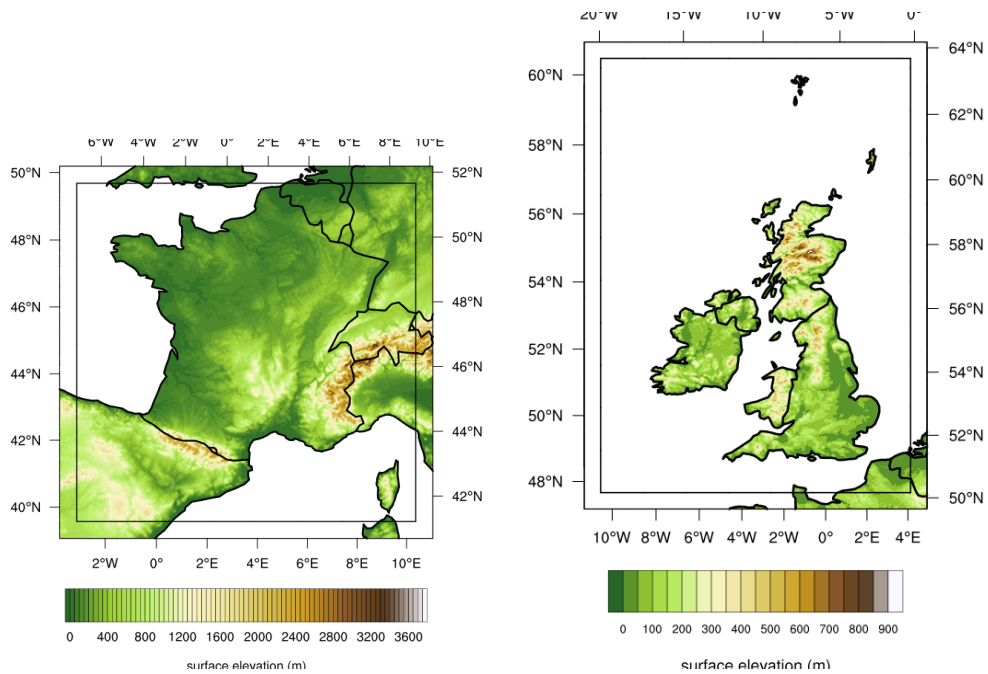 20°W 15°W 10°W 5°W 0°
64°N
60°N
62°N
58°N
60°N
56°N
58°N
54°N
56°N
52°N
54°N
50°N
52°N
48°N
50°N
10°W 8°W 6°W 4°W 2°W 0° 2°E 4°E
0 100 200 300 400 500 600 700 800 900
surface elevation (m)
6°W 4°W 2°W 0° 2°E 4°E 6°E 8°E 10°E
50°N
52°N
48°N
50°N
46°N
48°N
44°N
46°N
42°N
44°N
40°N
42°N
2°W 0° 2°E 4°E 6°E 8°E 10°E
0 400 800 1200 1600 2000 2400 2800 3200 3600
surface elevation (m)